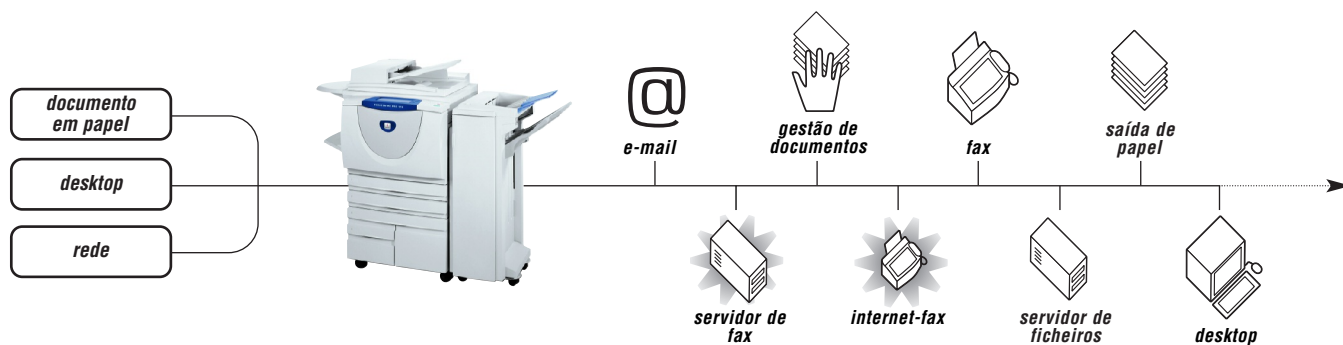 documento
em papel
desktop
rede
e-mail
gestão de
documentos
fax
saída de
papel
servidor de
fax
internet-fax
servidor de
ficheiros
desktop